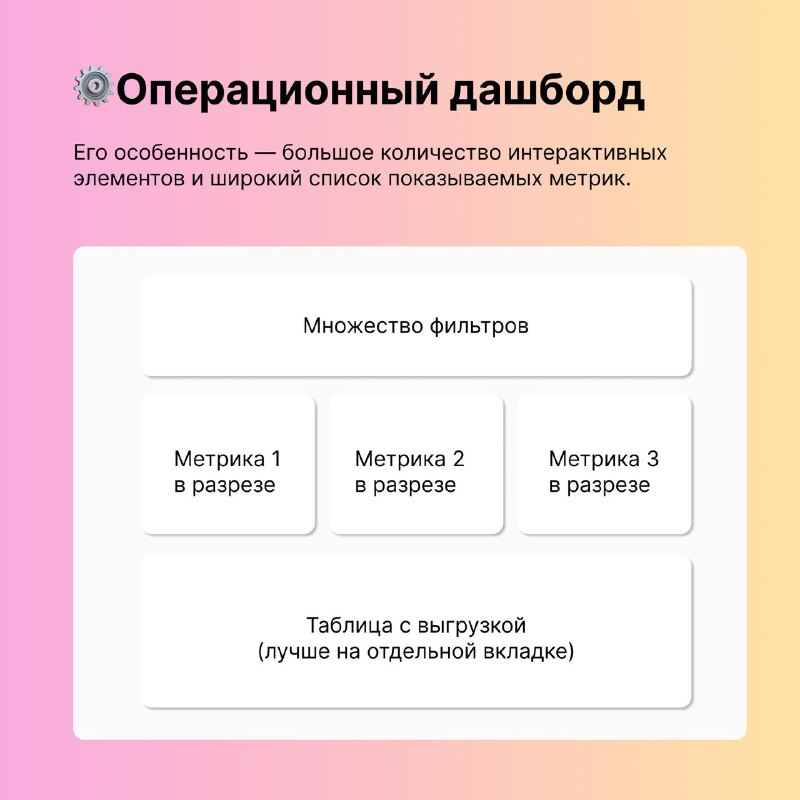 Операционный дашборд
Его особенность — большое количество интерактивных
элементов и широкий список показываемых метрик.
Множество фильтров
Метрика 1
в разрезе
Метрика 2
в разрезе
Метрика 3
в разрезе
Таблица с выгрузкой
(лучше на отдельной вкладке)